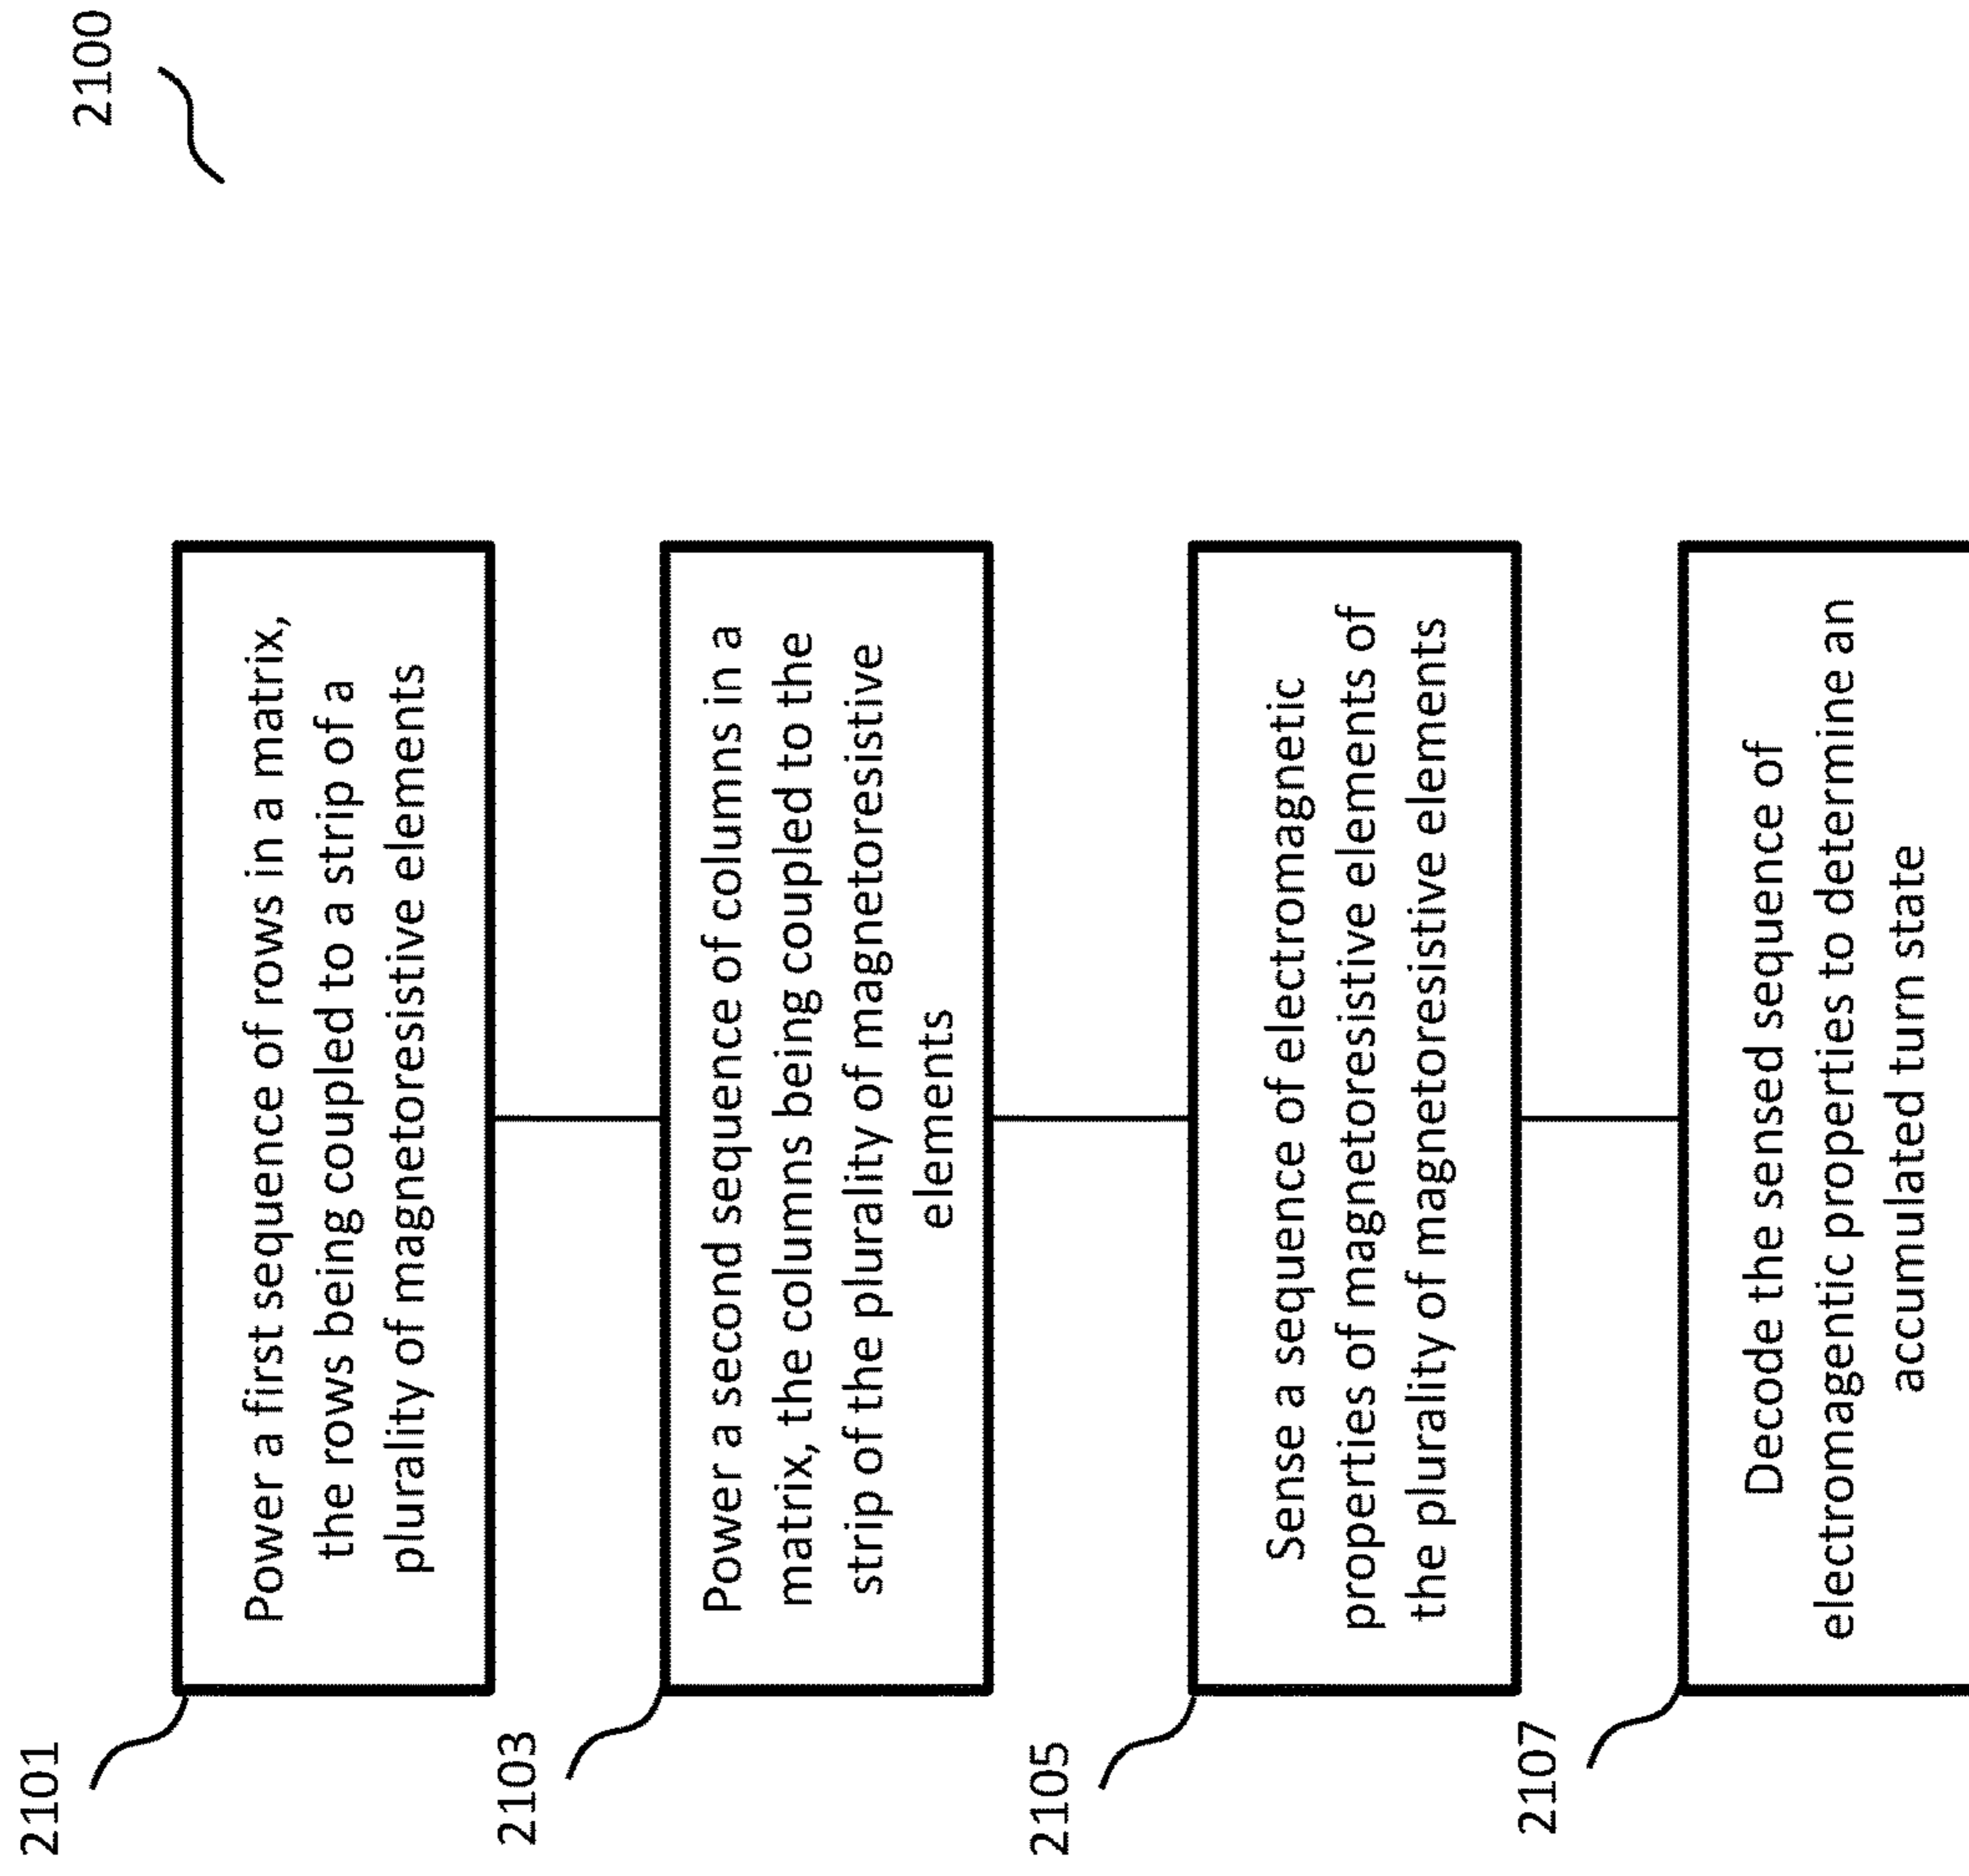 2100
2101
Power a first sequence of rows in a matrix,
the rows being coupled to a strip of a
plurality of magnetoresistive elements
2103
Power a second sequence of columns in a
matrix, the columns being coupled to the
strip of the plurality of magnetoresistive
elements
2105
Sense a sequence of electromagnetic
properties of magnetoresistive elements of
the plurality of magnetoresistive elements
2107
Decode the sensed sequence of
electromagentic properties to determine an
accumulated turn state